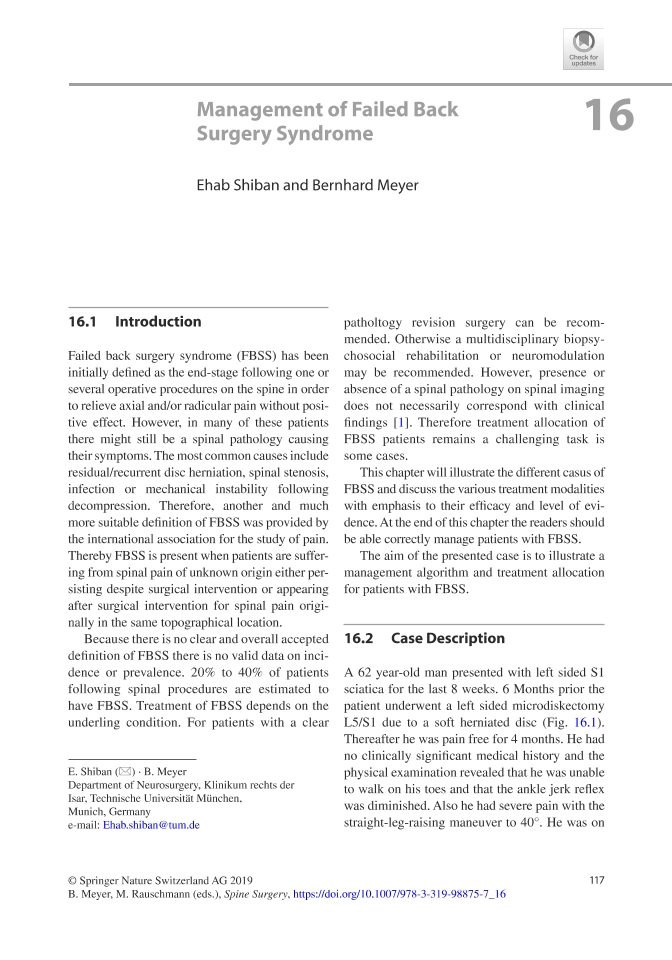 Check for
updates
Management of Failed Back
Surgery Syndrome
16
Ehab Shiban and Bernhard Meyer
16.1 Introduction
Failed back surgery syndrome (FBSS) has been
initially defined as the end-stage following one or
several operative procedures on the spine in order
to relieve axial and/or radicular pain without posi-
tive effect. However, in many of these patients
there might still be a spinal pathology causing
their symptoms. The most common causes include
residual/recurrent disc herniation, spinal stenosis,
infection or mechanical instability following
decompression. Therefore, another and much
more suitable definition of FBSS was provided by
the international association for the study of pain.
Thereby FBSS is present when patients are suffer-
ing from spinal pain of unknown origin either per-
sisting despite surgical intervention or appearing
after surgical intervention for spinal pain origi-
nally in the same topographical location.
Because there is no clear and overall accepted
definition of FBSS there is no valid data on inci-
dence or prevalence. 20% to 40% of patients
following spinal procedures are estimated to
have FBSS. Treatment of FBSS depends on the
underling condition. For patients with a clear
E. Shiban (✉) · B. Meyer
Department of Neurosurgery, Klinikum rechts der
Isar, Technische Universität München,
Munich, Germany
e-mail: Ehab.shiban@tum.de
patholtogy revision surgery can be recom-
mended. Otherwise a multidisciplinary biopsy-
chosocial rehabilitation or neuromodulation
may be recommended. However, presence or
absence of a spinal pathology on spinal imaging
does not necessarily correspond with clinical
findings [1]. Therefore treatment allocation of
FBSS patients remains a challenging task is
some cases.
This chapter will illustrate the different casus of
FBSS and discuss the various treatment modalities
with emphasis to their efficacy and level of evi-
dence. At the end of this chapter the readers should
be able correctly manage patients with FBSS.
The aim of the presented case is to illustrate a
management algorithm and treatment allocation
for patients with FBSS.
16.2 Case Description
A 62 year-old man presented with left sided S1
sciatica for the last 8 weeks. 6 Months prior the
patient underwent a left sided microdiskectomy
L5/S1 due to a soft herniated disc (Fig. 16.1).
Thereafter he was pain free for 4 months. He had
no clinically significant medical history and the
physical examination revealed that he was unable
to walk on his toes and that the ankle jerk reflex
was diminished. Also he had severe pain with the
straight-leg-raising maneuver to 40°. He was on
© Springer Nature Switzerland AG 2019
117
B. Meyer, M. Rauschmann (eds.), Spine Surgery, https://doi.org/10.1007/978-3-319-98875-7_16